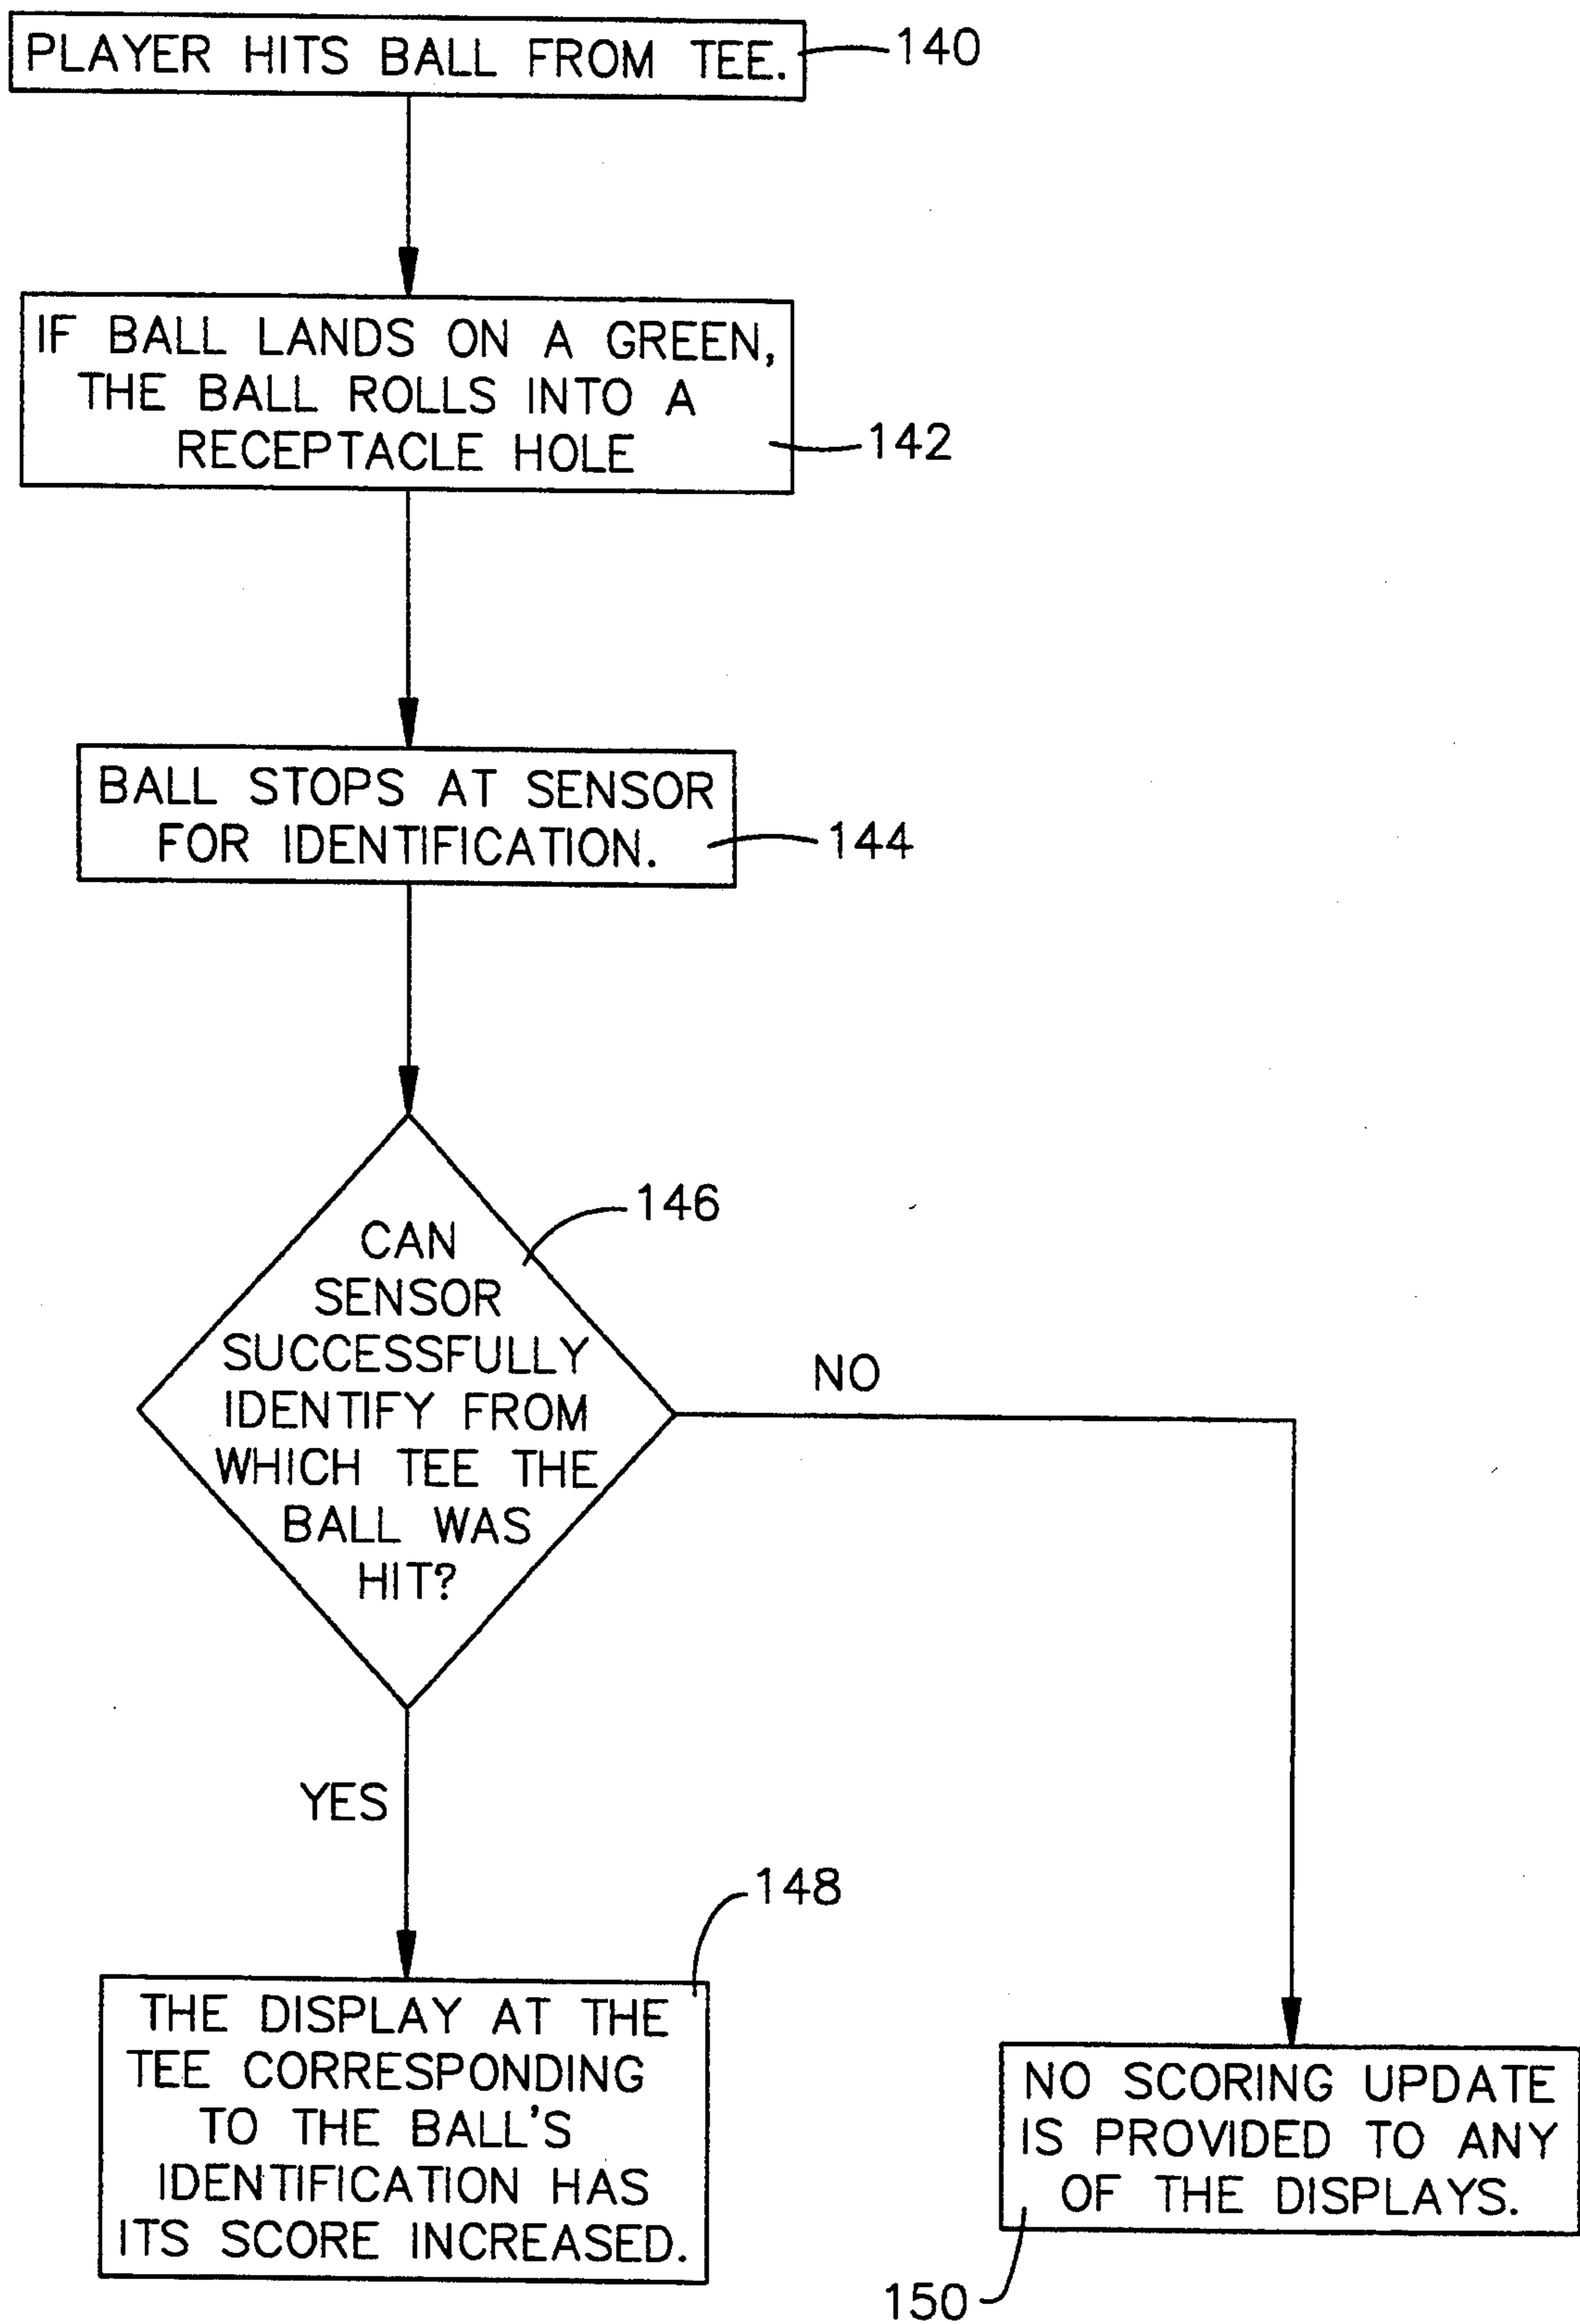 PLAYER HITS BALL FROM TEE.
140
IF BALL LANDS ON A GREEN,
THE BALL ROLLS INTO A
RECEPTACLE HOLE
142
BALL STOPS AT SENSOR
FOR IDENTIFICATION.
144
146
CAN
SENSOR
SUCCESSFULLY
IDENTIFY FROM
WHICH TEE THE
BALL WAS
HIT?
NO
YES
148
THE DISPLAY AT THE
TEE CORRESPONDING
TO THE BALL'S
IDENTIFICATION HAS
ITS SCORE INCREASED.
NO SCORING UPDATE
IS PROVIDED TO ANY
OF THE DISPLAYS.
150